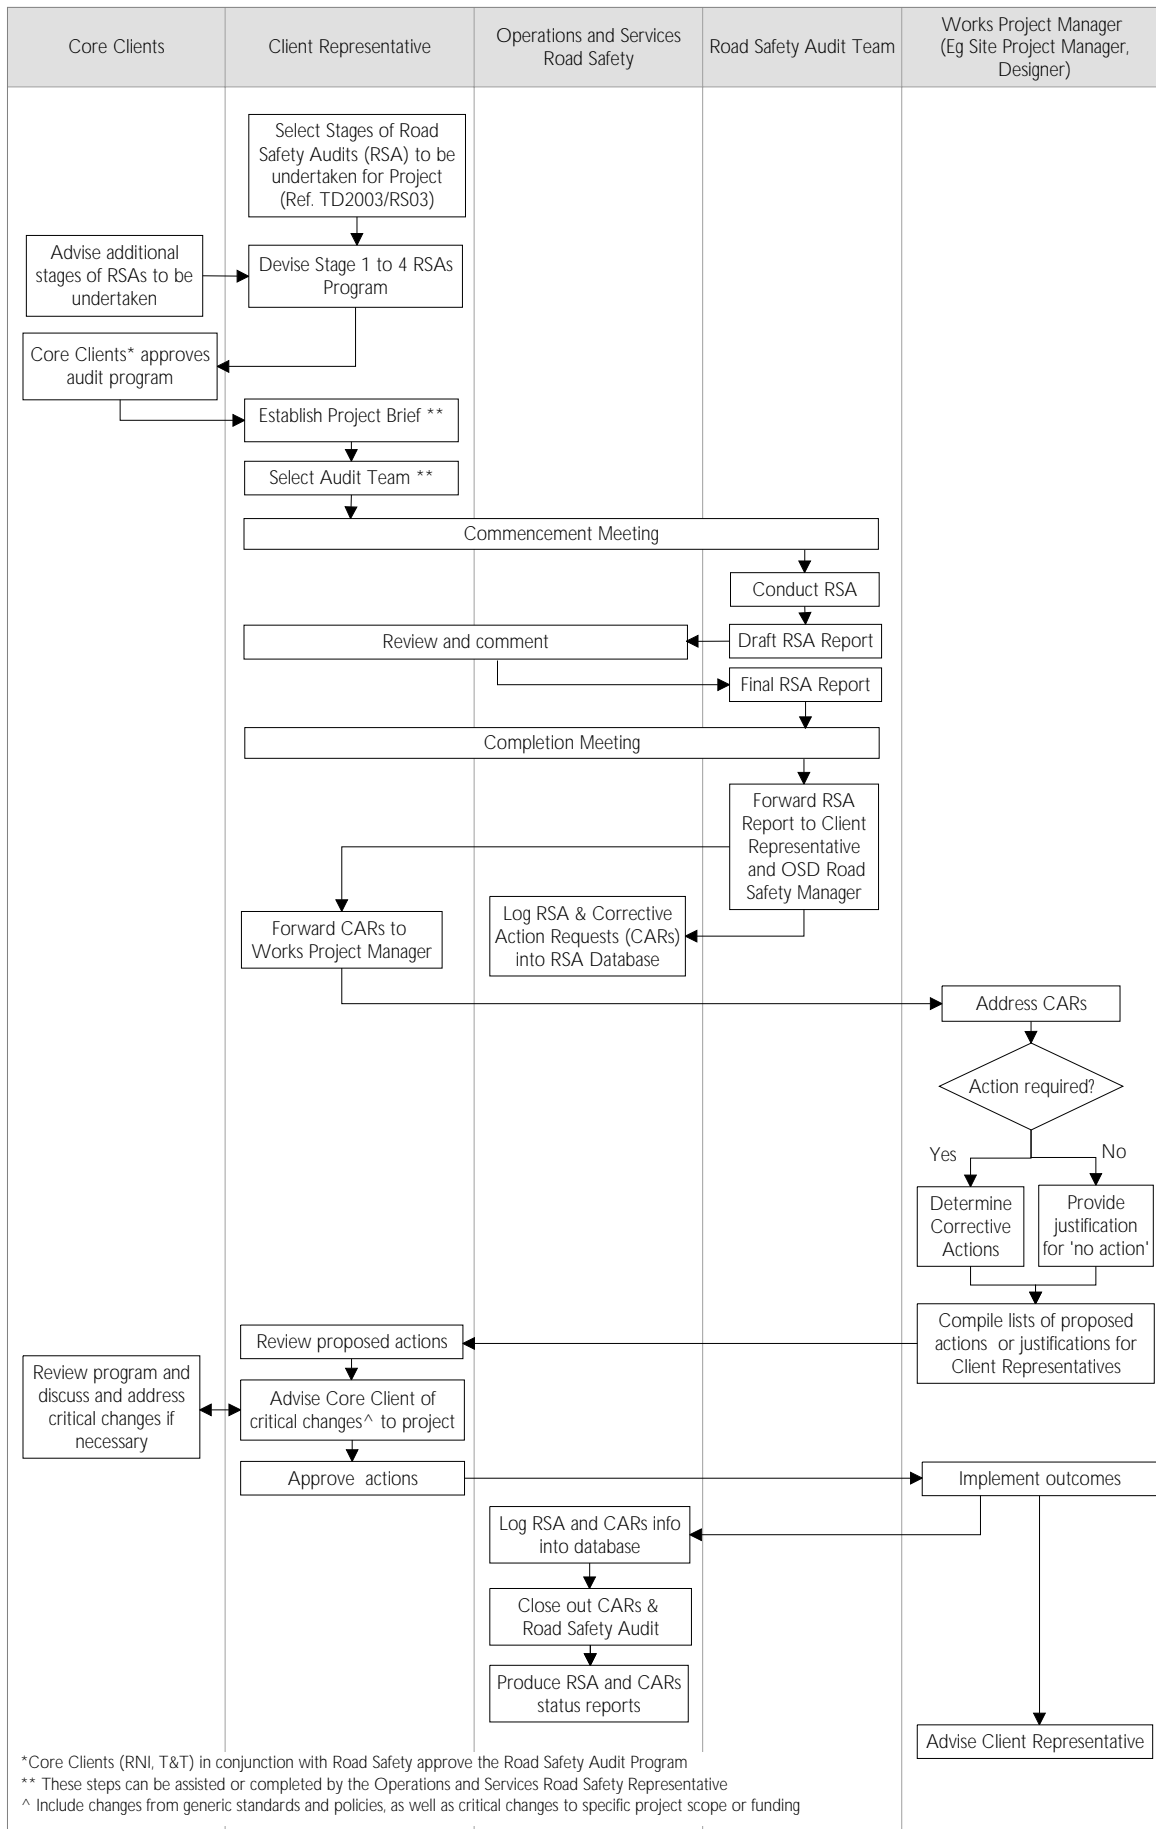 Core Clients
Client Representative
Operations and Services
Road Safety
Road Safety Audit Team
Works Project Manager
(Eg Site Project Manager,
Designer)
Select Stages of Road
Safety Audits (RSA) to be
undertaken for Project
(Ref. TD2003/RS03)
Advise additional
stages of RSAs to be
undertaken
Devise Stage 1 to 4 RSAs
Program
Core Clients* approves
audit program
Establish Project Brief **
Select Audit Team **
Commencement Meeting
Conduct RSA
Review and comment
Draft RSA Report
Final RSA Report
Completion Meeting
Forward RSA
Report to Client
Representative
and OSD Road
Safety Manager
Forward CARs to
Works Project Manager
Log RSA & Corrective
Action Requests (CARs)
into RSA Database
Address CARs
Action required?
Yes
No
Determine
Corrective
Actions
Provide
justification
for 'no action'
Compile lists of proposed
actions or justifications for
Client Representatives
Review proposed actions
Review program and
discuss and address
critical changes if
necessary
Advise Core Client of
critical changes^ to project
Approve actions
Implement outcomes
Log RSA and CARs info
into database
Close out CARs &
Road Safety Audit
Produce RSA and CARs
status reports
Advise Client Representative
*Core Clients (RNI, T&T) in conjunction with Road Safety approve the Road Safety Audit Program
** These steps can be assisted or completed by the Operations and Services Road Safety Representative
^ Include changes from generic standards and policies, as well as critical changes to specific project scope or funding